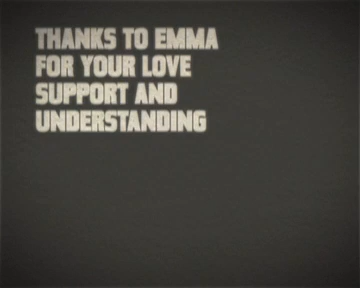 THANKS TO EMMA
FOR YOUR LOVE
SUPPORT AND
UNDERSTANDING